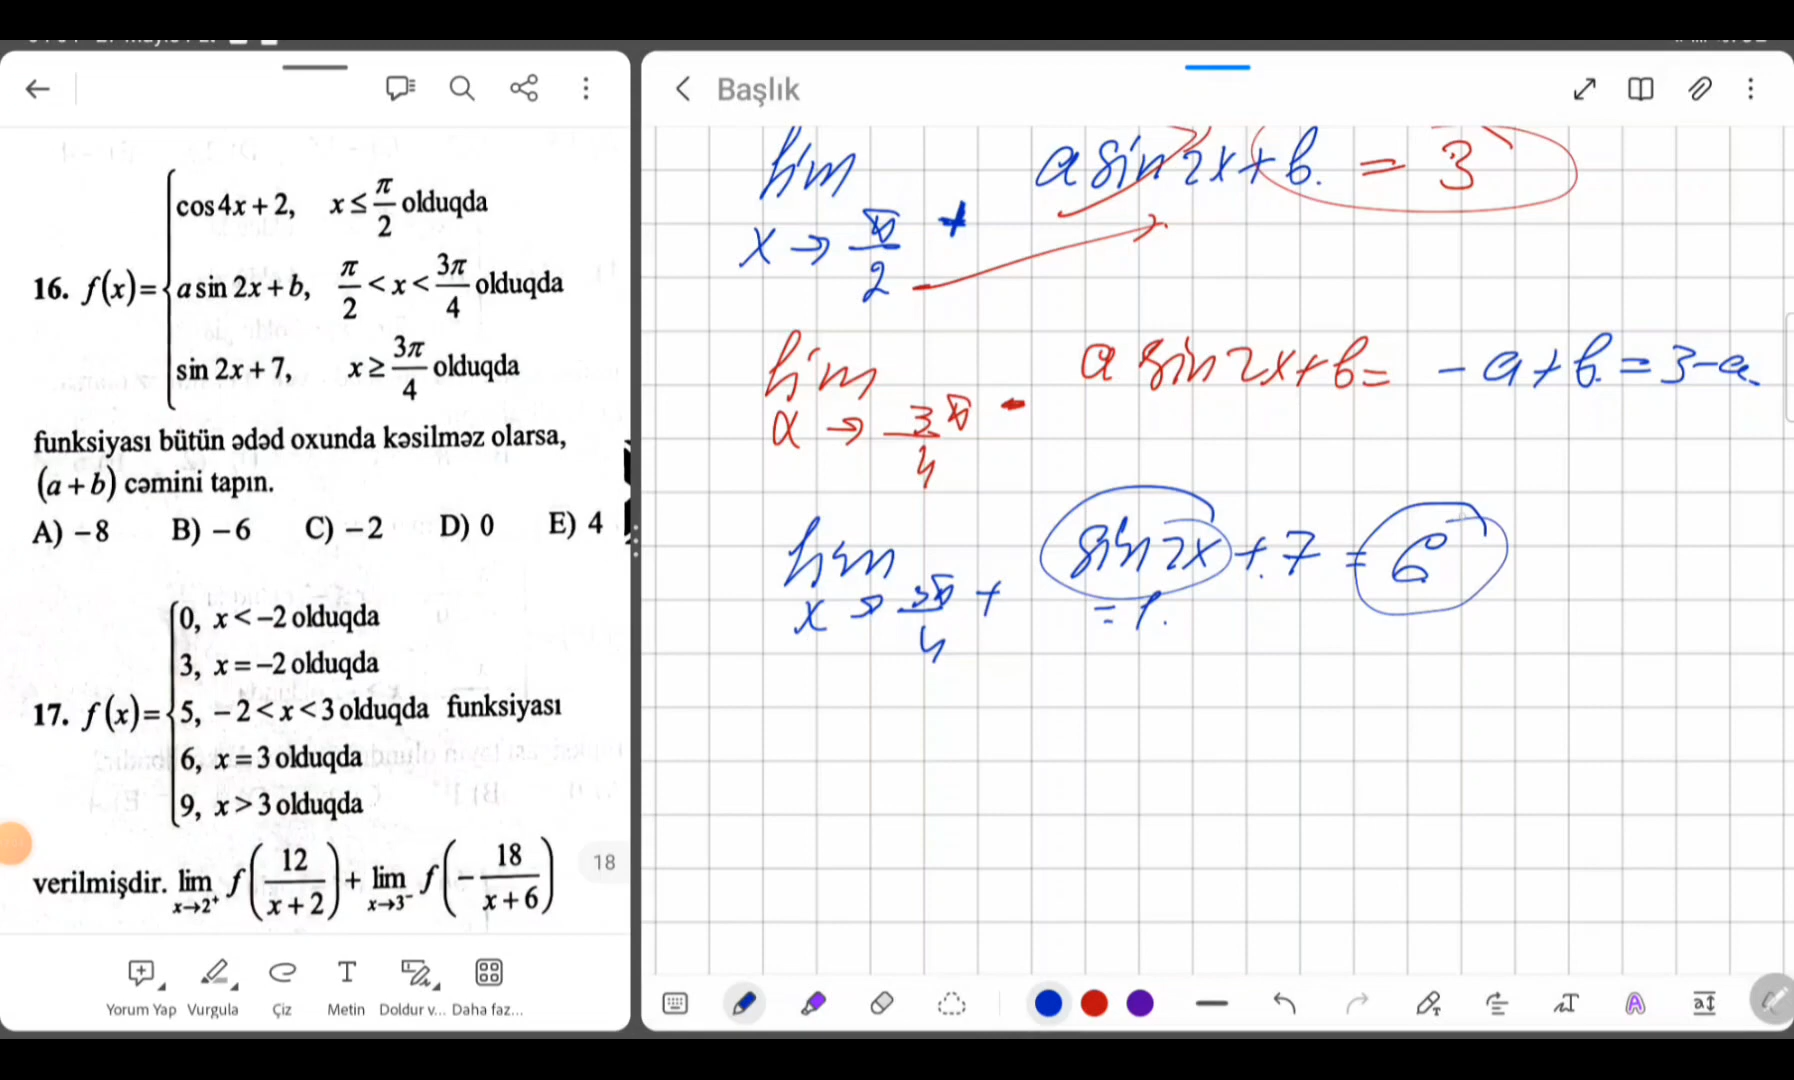 Başlık
16. f(x) = { cos 4x + 2, x ≤ π/2 olduqda
a sin 2x + b, π/2 < x < 3π/4 olduqda
sin 2x + 7, x ≥ 3π/4 olduqda
funksiyası bütün ədəd oxunda kəsilməz olarsa,
(a + b) cəmini tapın.
A) −8 B) −6 C) −2 D) 0 E) 4
17. f(x) = { 0, x < −2 olduqda
3, x = −2 olduqda
5, −2 < x < 3 olduqda funksiyası
6, x = 3 olduqda
9, x > 3 olduqda
verilmişdir. lim x→2⁺ f(12/(x + 2)) + lim x→3⁻ f(−18/(x + 6))
18
Yorum Yap Vurgula Çiz Metin Doldur v... Daha faz...
lim x→π/2 + a sin 2x + b. = 3
lim x→3π/4 - a sin 2x + b = -a + b = 3 - a
lim x→3π/4 + sin 2x + 7 = 6
= 1.